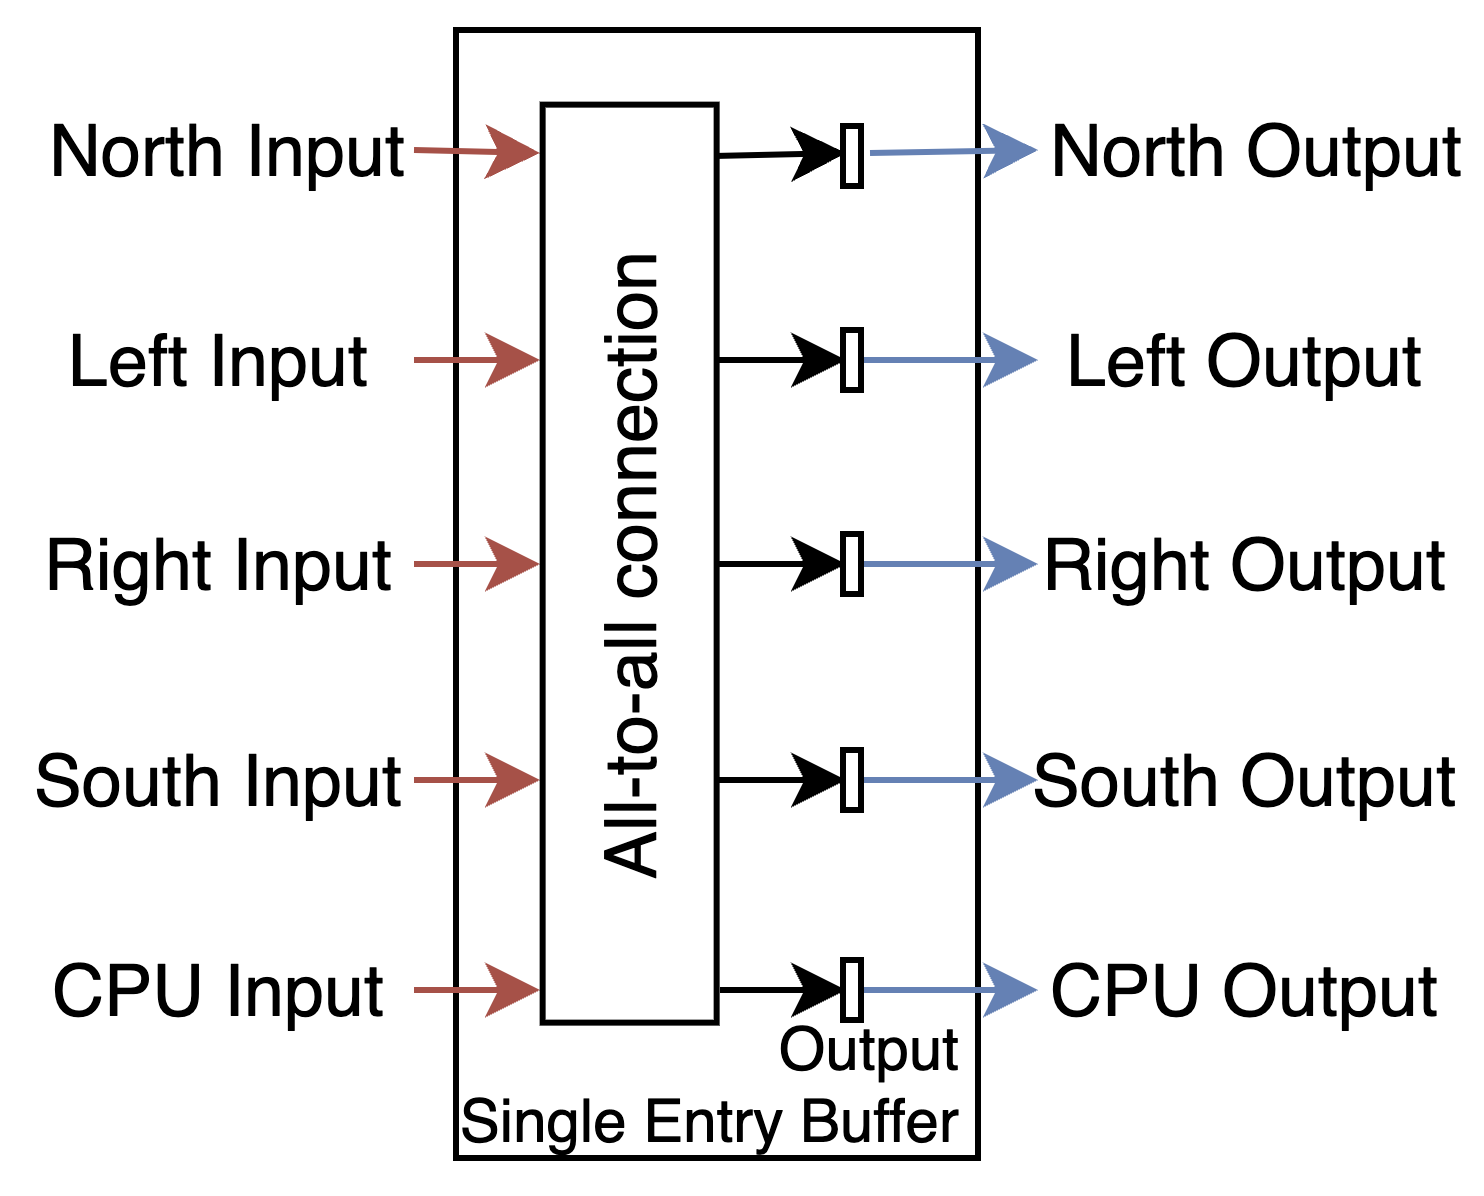 North Input
North Output
Left Input
Left Output
Right Input
Right Output
South Input
South Output
CPU Input
CPU Output
All-to-all connection
Output
Single Entry Buffer